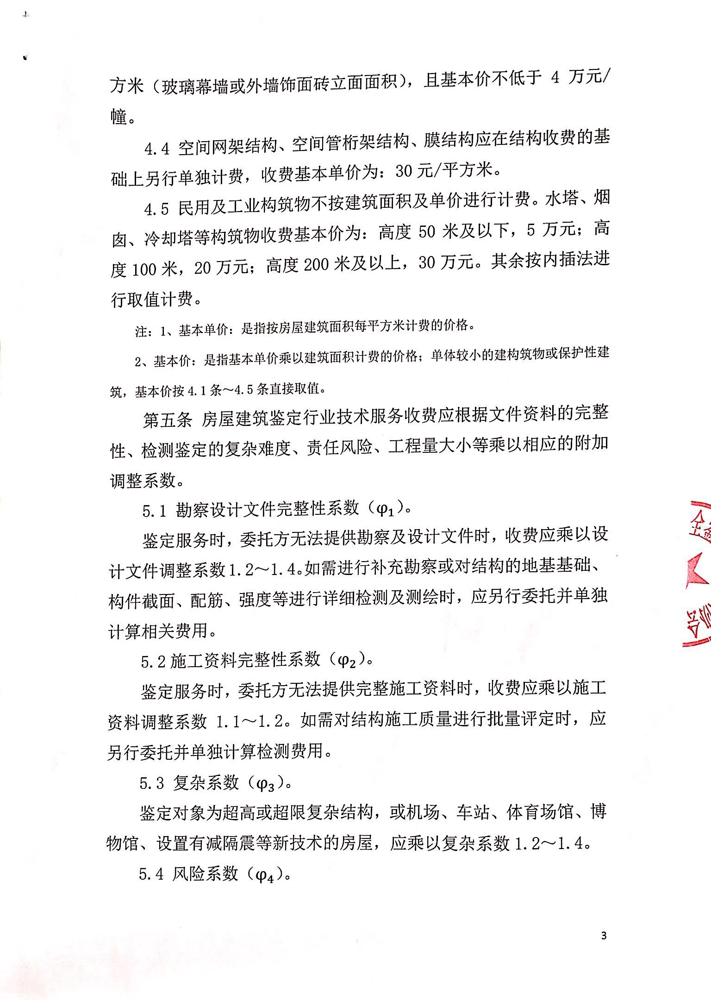 方米（玻璃幕墙或外墙饰面砖立面面积），且基本价不低于 4 万元/
幢。
4.4 空间网架结构、空间管桁架结构、膜结构应在结构收费的基
础上另行单独计费，收费基本单价为：30 元/平方米。
4.5 民用及工业构筑物不按建筑面积及单价进行计费。水塔、烟
囱、冷却塔等构筑物收费基本价为：高度 50 米及以下，5 万元；高
度 100 米，20 万元；高度 200 米及以上，30 万元。其余按内插法进
行取值计费。
注：1、基本单价：是指按房屋建筑面积每平方米计费的价格。
2、基本价：是指基本单价乘以建筑面积计费的价格；单体较小的建构筑物或保护性建
筑，基本价按 4.1 条～4.5 条直接取值。
第五条 房屋建筑鉴定行业技术服务收费应根据文件资料的完整
性、检测鉴定的复杂难度、责任风险、工程量大小等乘以相应的附加
调整系数。
5.1 勘察设计文件完整性系数（φ₁）。
鉴定服务时，委托方无法提供勘察及设计文件时，收费应乘以设
计文件调整系数 1.2～1.4。如需进行补充勘察或对结构的地基基础、
构件截面、配筋、强度等进行详细检测及测绘时，应另行委托并单独
计算相关费用。
5.2 施工资料完整性系数（φ₂）。
鉴定服务时，委托方无法提供完整施工资料时，收费应乘以施工
资料调整系数 1.1～1.2。如需对结构施工质量进行批量评定时，应
另行委托并单独计算检测费用。
5.3 复杂系数（φ₃）。
鉴定对象为超高或超限复杂结构，或机场、车站、体育场馆、博
物馆、设置有减隔震等新技术的房屋，应乘以复杂系数 1.2～1.4。
5.4 风险系数（φ₄）。
3